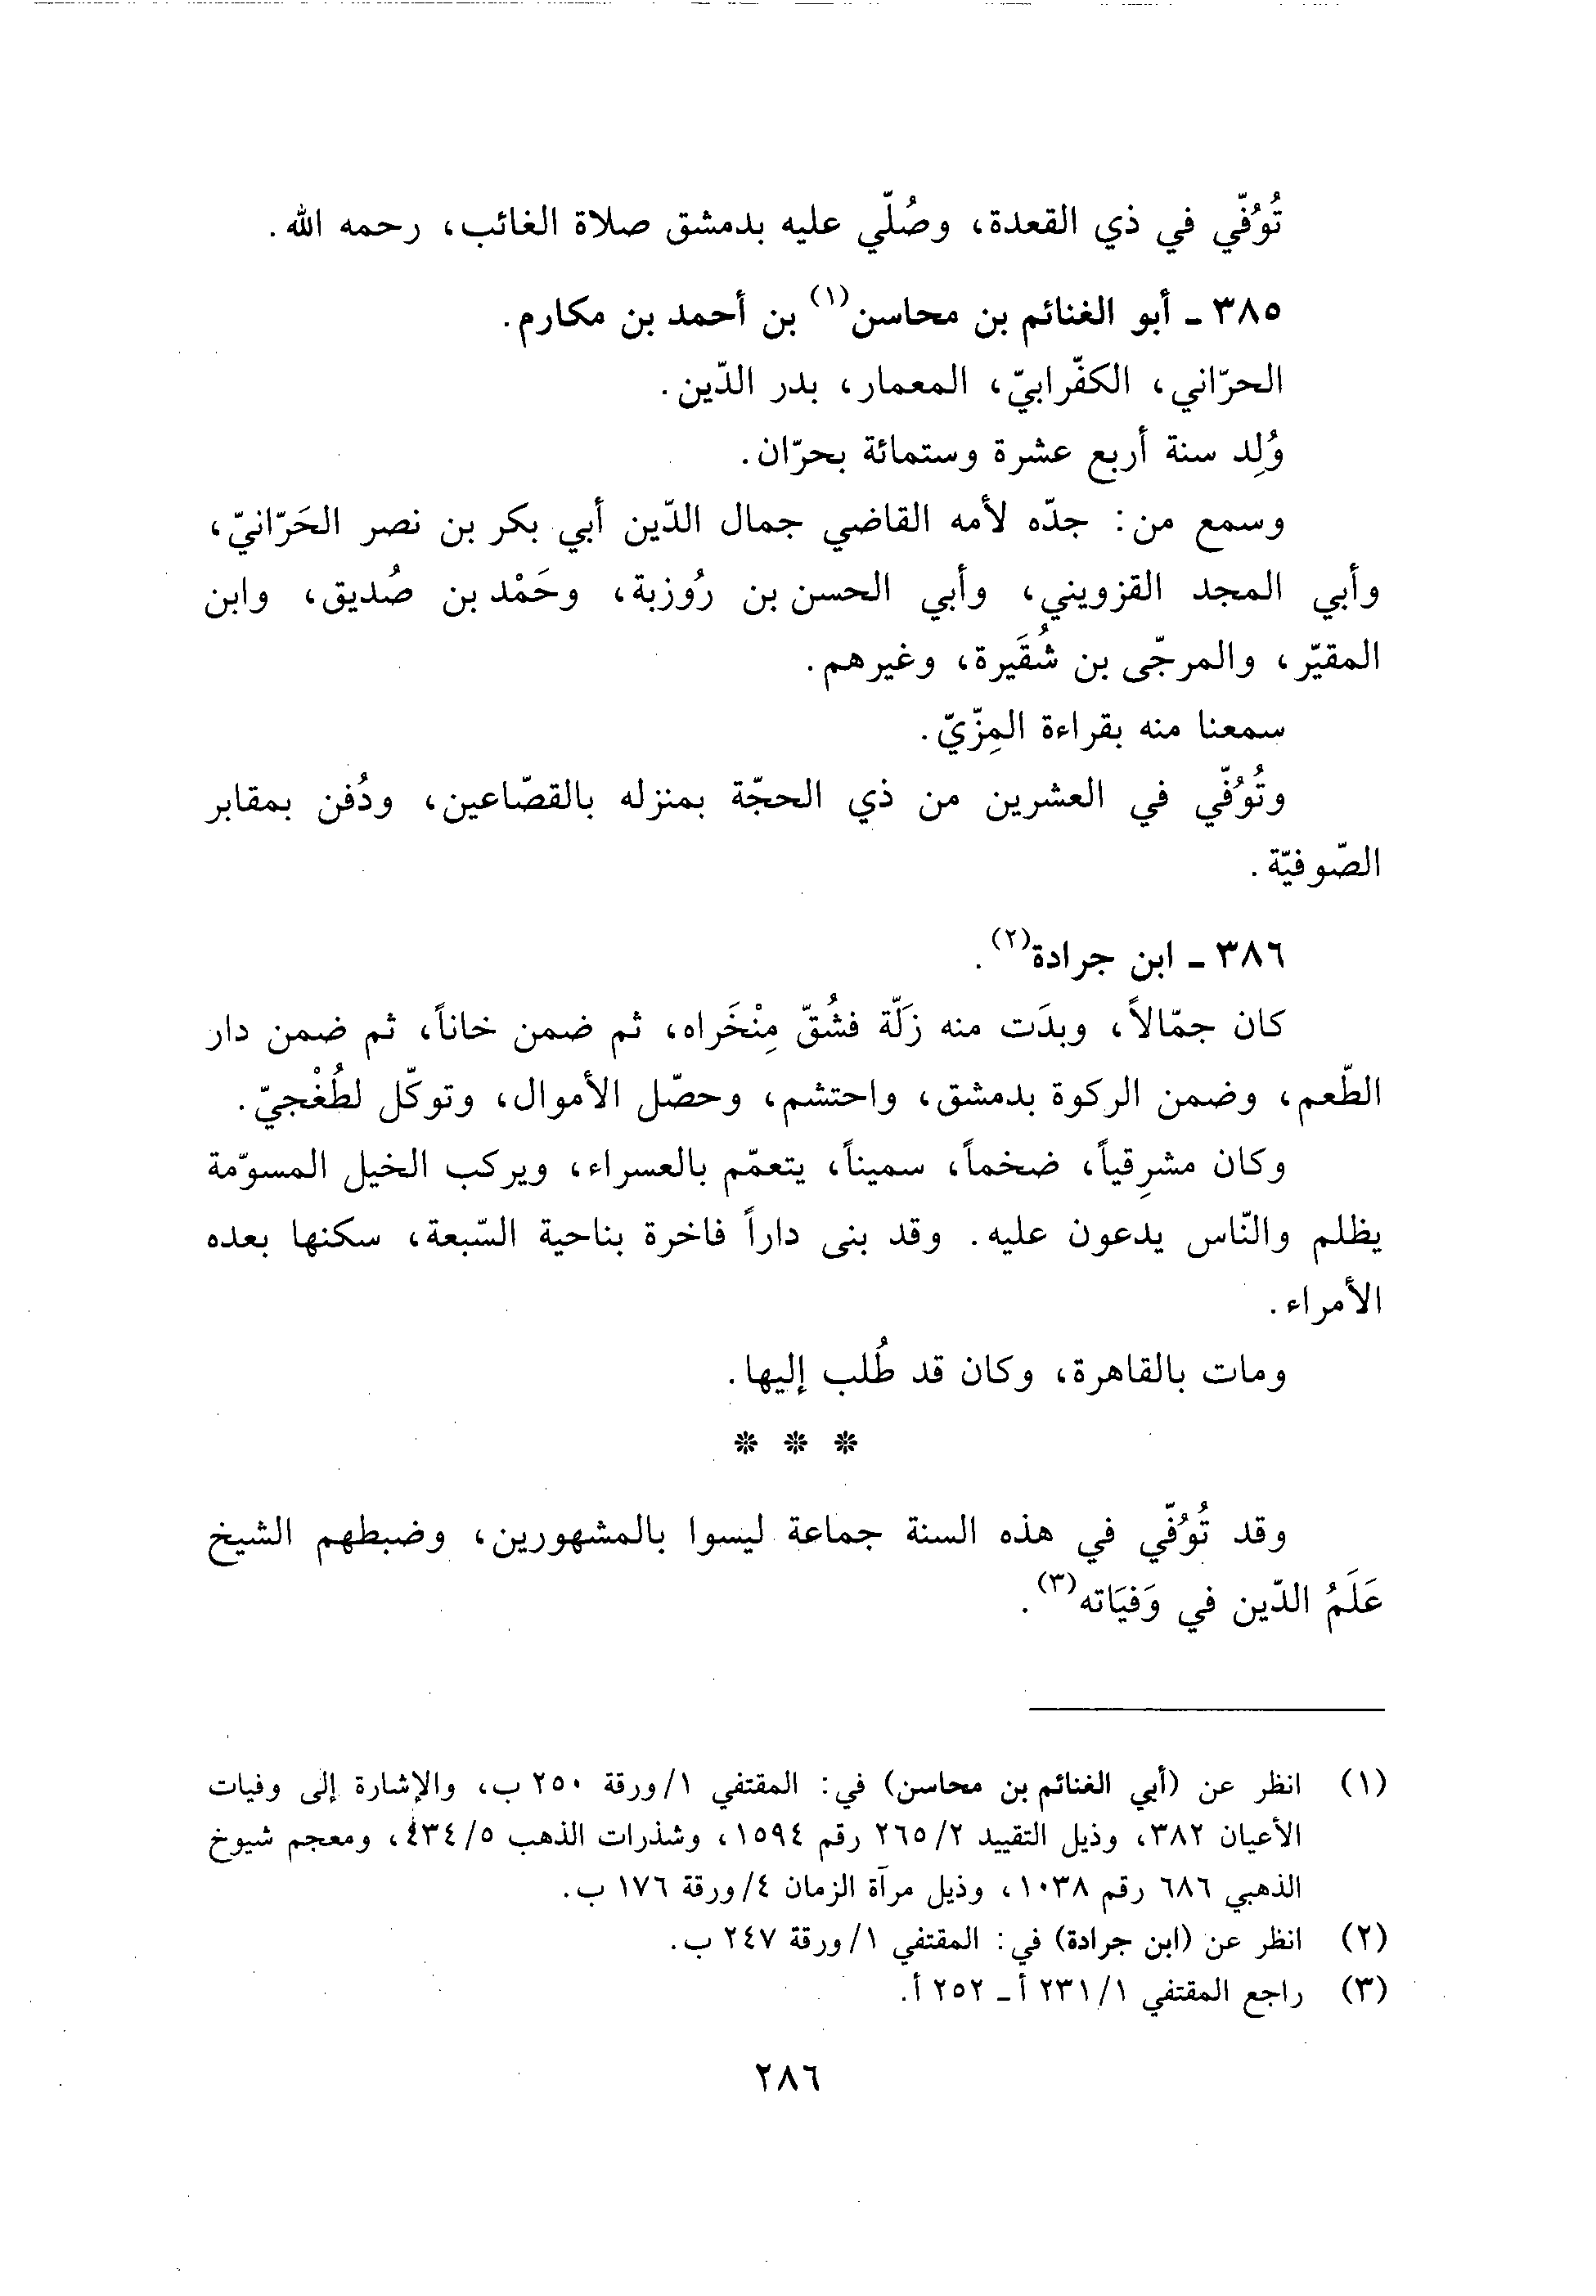 تُوُفّي في ذي القعدة، وصُلّي عليه بدمشق صلاة الغائب، رحمه الله.
٣٨٥ ـ أبو الغنائم بن محاسن(١) بن أحمد بن مكارم.
الحرّاني، الكفّرابيّ، المعمار، بدر الدّين.
وُلِد سنة أربع عشرة وستمائة بحرّان.
وسمع من: جدّه لأمه القاضي جمال الدّين أبي بكر بن نصر الحَرّانيّ،
وأبي المجد القزويني، وأبي الحسن بن رُوزبة، وحَمْد بن صُديق، وابن
المقيّر، والمرجّى بن شُقَيرة، وغيرهم.
سمعنا منه بقراءة المِزّيّ.
وتُوُفّي في العشرين من ذي الحجّة بمنزله بالقصّاعين، ودُفن بمقابر
الصّوفيّة.
٣٨٦ ـ ابن جرادة(٢).
كان جمّالاً، وبدَت منه زَلّة فشُقّ مِنْخَراه، ثم ضمن خاناً، ثم ضمن دار
الطّعم، وضمن الركوة بدمشق، واحتشم، وحصّل الأموال، وتوكّل لطُغْجيّ.
وكان مشرِقياً، ضخماً، سميناً، يتعمّم بالعسراء، ويركب الخيل المسوّمة
يظلم والنّاس يدعون عليه. وقد بنى داراً فاخرة بناحية السّبعة، سكنها بعده
الأمراء.
ومات بالقاهرة، وكان قد طُلب إليها.
* * *
وقد تُوُفّي في هذه السنة جماعة ليسوا بالمشهورين، وضبطهم الشيخ
عَلَمُ الدّين في وَفيَاته(٣).
(١) انظر عن (أبي الغنائم بن محاسن) في: المقتفي ١/ورقة ٢٥٠ ب، والإشارة إلى وفيات
الأعيان ٣٨٢، وذيل التقييد ٢/٢٦٥ رقم ١٥٩٤، وشذرات الذهب ٥/٤٣٤، ومعجم شيوخ
الذهبي ٦٨٦ رقم ١٠٣٨، وذيل مرآة الزمان ٤/ورقة ١٧٦ ب.
(٢) انظر عن (ابن جرادة) في: المقتفي ١/ورقة ٢٤٧ ب.
(٣) راجع المقتفي ١/٢٣١ أ ـ ٢٥٢ أ.
٢٨٦